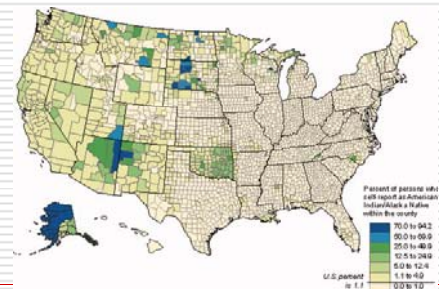 Percent of persons who
self-report as American
Indian/Alaska Native
within the county
70.0 to 94.2
50.0 to 69.9
25.0 to 49.9
12.5 to 24.9
5.0 to 12.4
1.1 to 4.9
0.0 to 1.0
U.S. percent
is 1.1